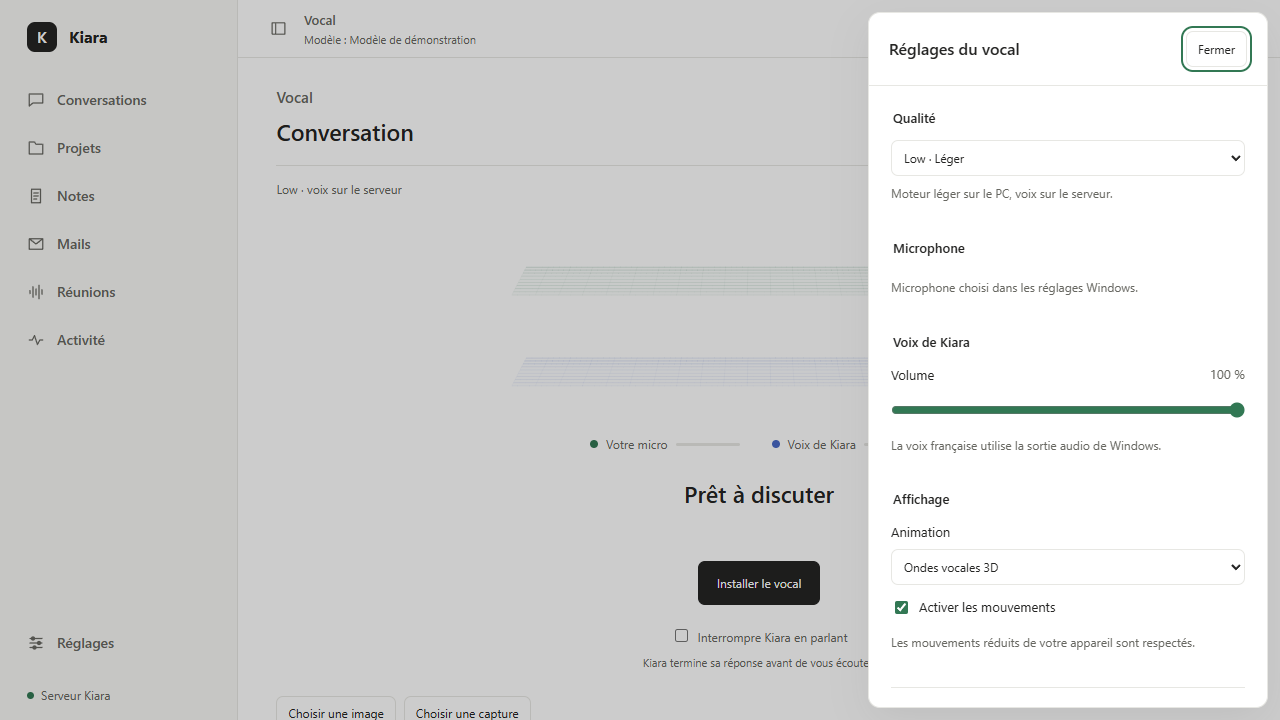 K Kiara
Conversations
Projets
Notes
Mails
Réunions
Activité
Réglages
Serveur Kiara
Vocal
Modèle : Modèle de démonstration
Vocal
Conversation
Low · voix sur le serveur
Votre micro
Voix de Kiara
Prêt à discuter
Installer le vocal
Interrompre Kiara en parlant
Kiara termine sa réponse avant de vous écoute
Choisir une image
Choisir une capture
Réglages du vocal
Fermer
Qualité
Low · Léger
Moteur léger sur le PC, voix sur le serveur.
Microphone
Microphone choisi dans les réglages Windows.
Voix de Kiara
Volume 100 %
La voix française utilise la sortie audio de Windows.
Affichage
Animation
Ondes vocales 3D
Activer les mouvements
Les mouvements réduits de votre appareil sont respectés.